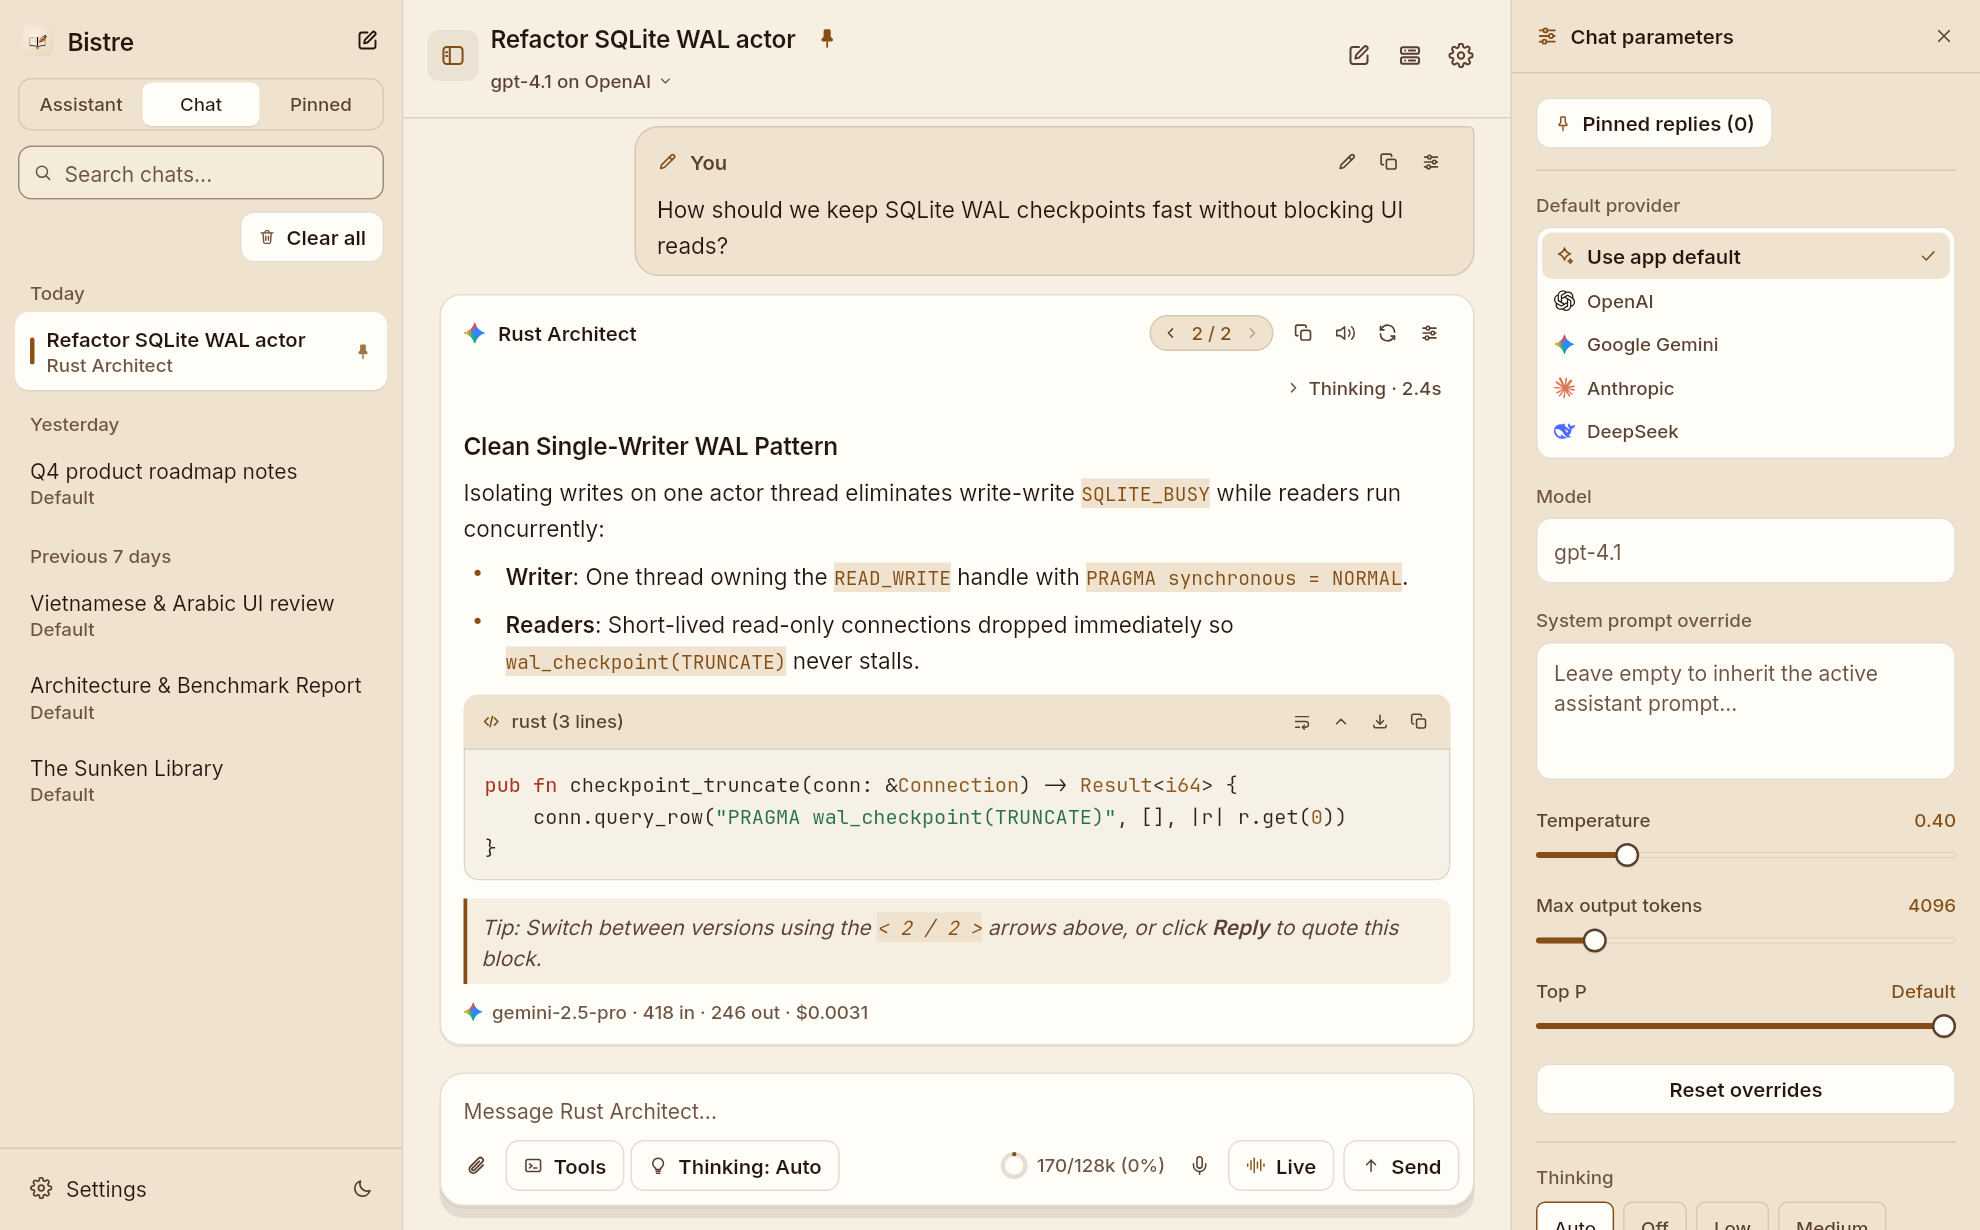 Bistre
Assistant
Chat
Pinned
Search chats...
Clear all
Today
Refactor SQLite WAL actor
Rust Architect
Yesterday
Q4 product roadmap notes
Default
Previous 7 days
Vietnamese & Arabic UI review
Default
Architecture & Benchmark Report
Default
The Sunken Library
Default
Settings
Refactor SQLite WAL actor
gpt-4.1 on OpenAI
You
How should we keep SQLite WAL checkpoints fast without blocking UI
reads?
Rust Architect
2 / 2
Thinking · 2.4s
Clean Single-Writer WAL Pattern
Isolating writes on one actor thread eliminates write-write SQLITE_BUSY while readers run
concurrently:
• Writer: One thread owning the READ_WRITE handle with PRAGMA synchronous = NORMAL.
• Readers: Short-lived read-only connections dropped immediately so
wal_checkpoint(TRUNCATE) never stalls.
rust (3 lines)
pub fn checkpoint_truncate(conn: &Connection) -> Result<i64> {
    conn.query_row("PRAGMA wal_checkpoint(TRUNCATE)", [], |r| r.get(0))
}
Tip: Switch between versions using the < 2 / 2 > arrows above, or click Reply to quote this
block.
gemini-2.5-pro · 418 in · 246 out · $0.0031
Message Rust Architect...
Tools
Thinking: Auto
170/128k (0%)
Live
Send
Chat parameters
Pinned replies (0)
Default provider
Use app default
OpenAI
Google Gemini
Anthropic
DeepSeek
Model
gpt-4.1
System prompt override
Leave empty to inherit the active
assistant prompt...
Temperature 0.40
Max output tokens 4096
Top P Default
Reset overrides
Thinking
Auto
Off
Low
Medium